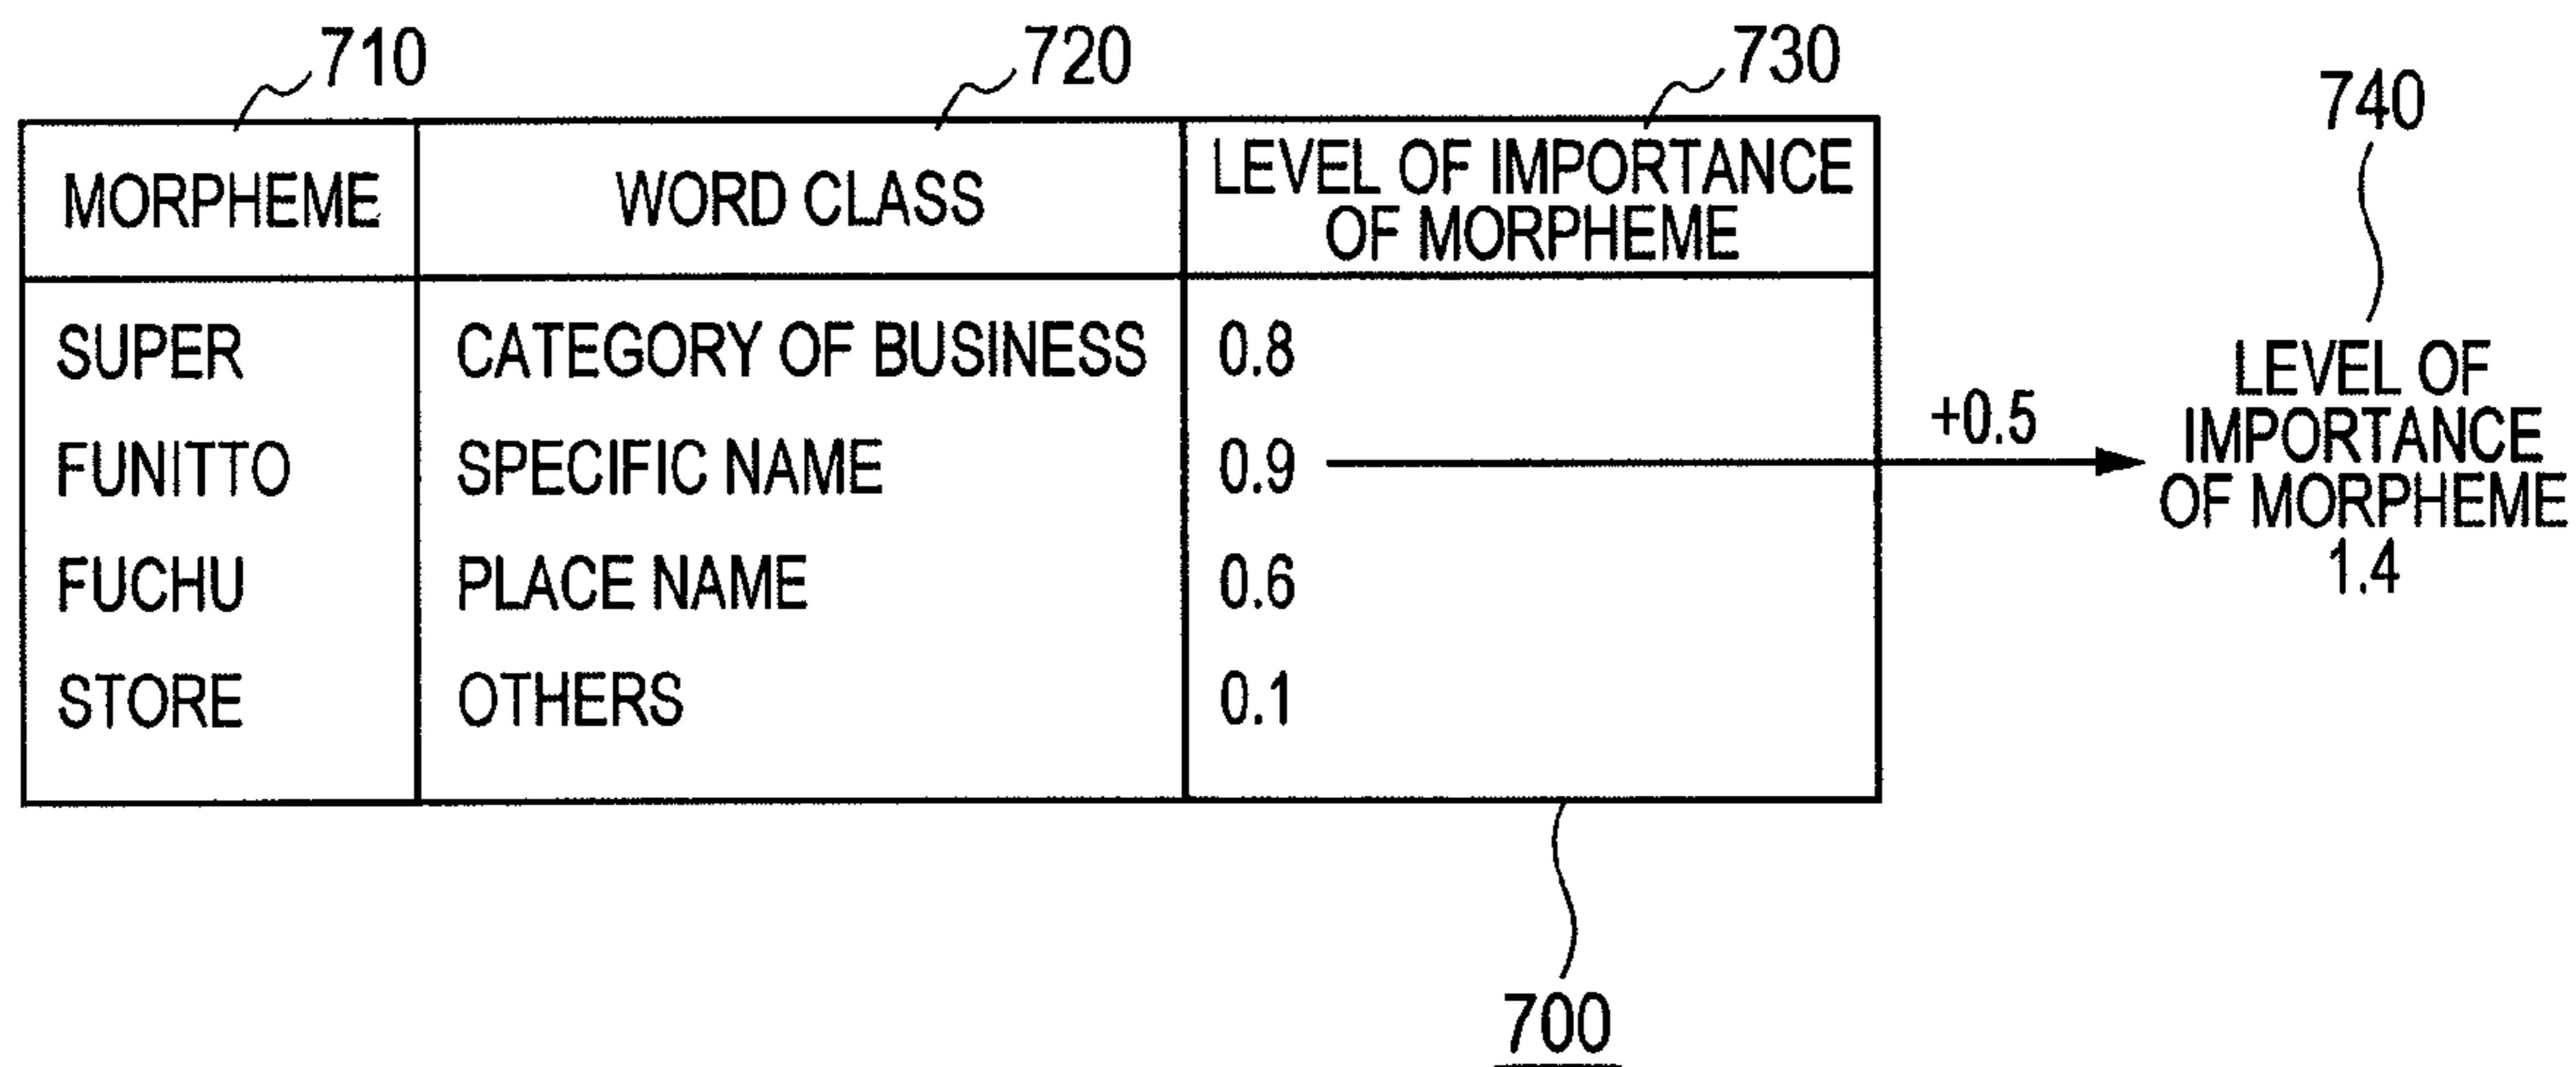 710
720
730
740
MORPHEME
WORD CLASS
LEVEL OF IMPORTANCE
OF MORPHEME
SUPER
CATEGORY OF BUSINESS
0.8
FUNITTO
SPECIFIC NAME
0.9
FUCHU
PLACE NAME
0.6
STORE
OTHERS
0.1
+0.5
LEVEL OF
IMPORTANCE
OF MORPHEME
1.4
700